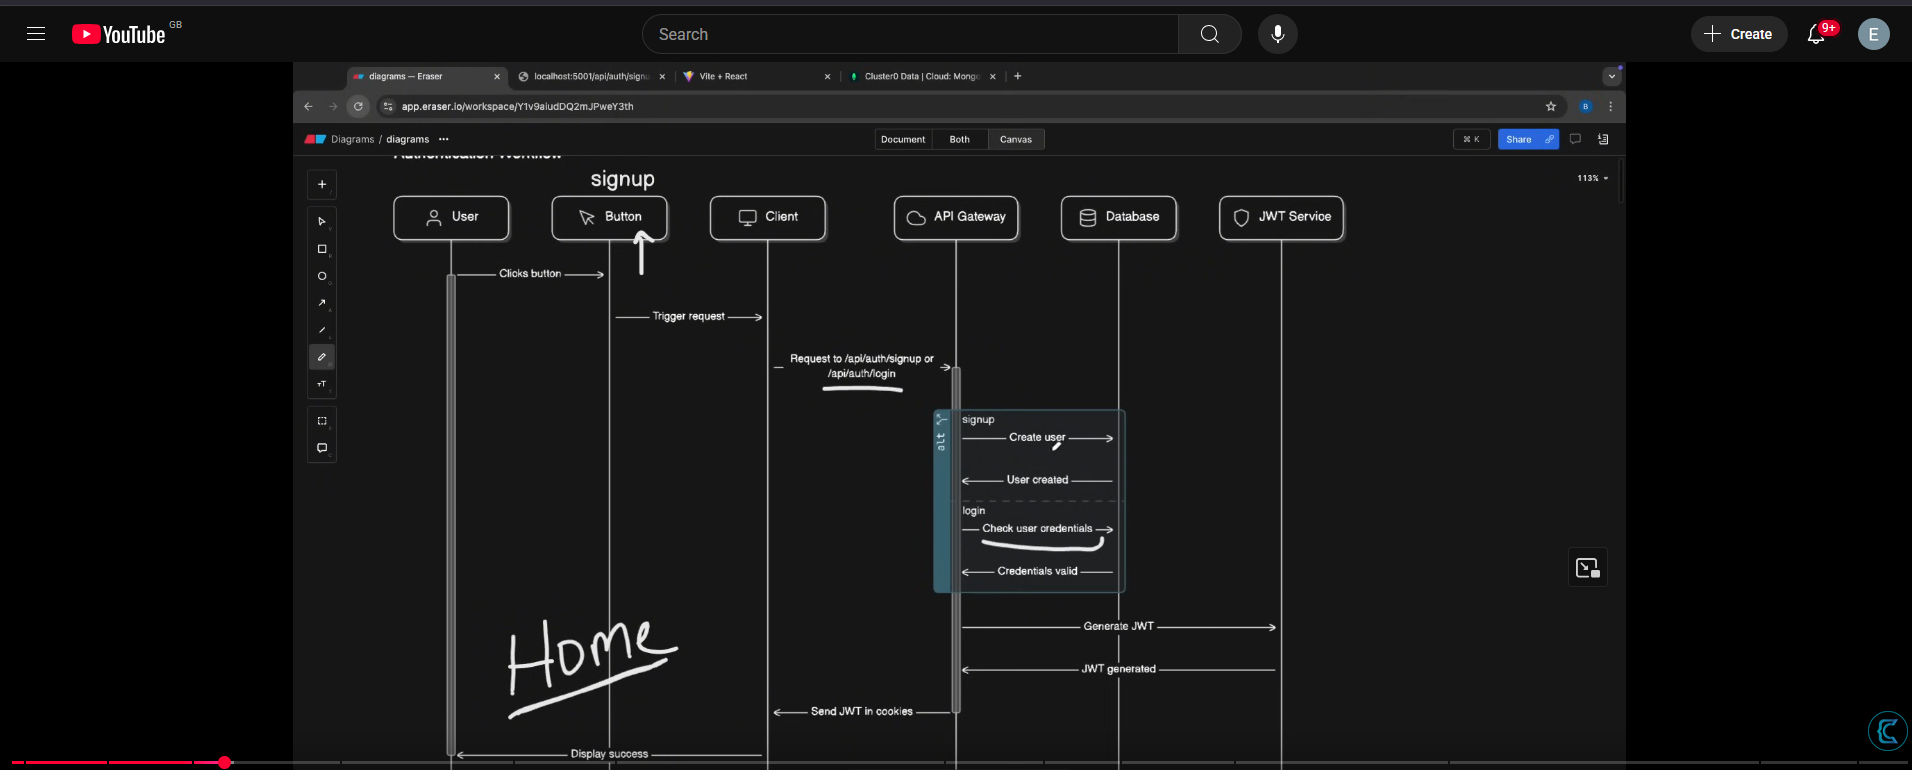 YouTube GB
Search
Create
9+
E
diagrams — Eraser
localhost:5001/api/auth/signu
Vite + React
Cluster0 Data | Cloud: Mongo
app.eraser.io/workspace/Y1v9aiudDQ2mJPweY3th
B
Diagrams / diagrams
Document
Both
Canvas
⌘ K
Share
Authentication Workflow
113%
signup
User
Button
Client
API Gateway
Database
JWT Service
Clicks button
Trigger request
Request to /api/auth/signup or
/api/auth/login
alt
signup
Create user
User created
login
Check user credentials
Credentials valid
Home
Generate JWT
JWT generated
Send JWT in cookies
Display success